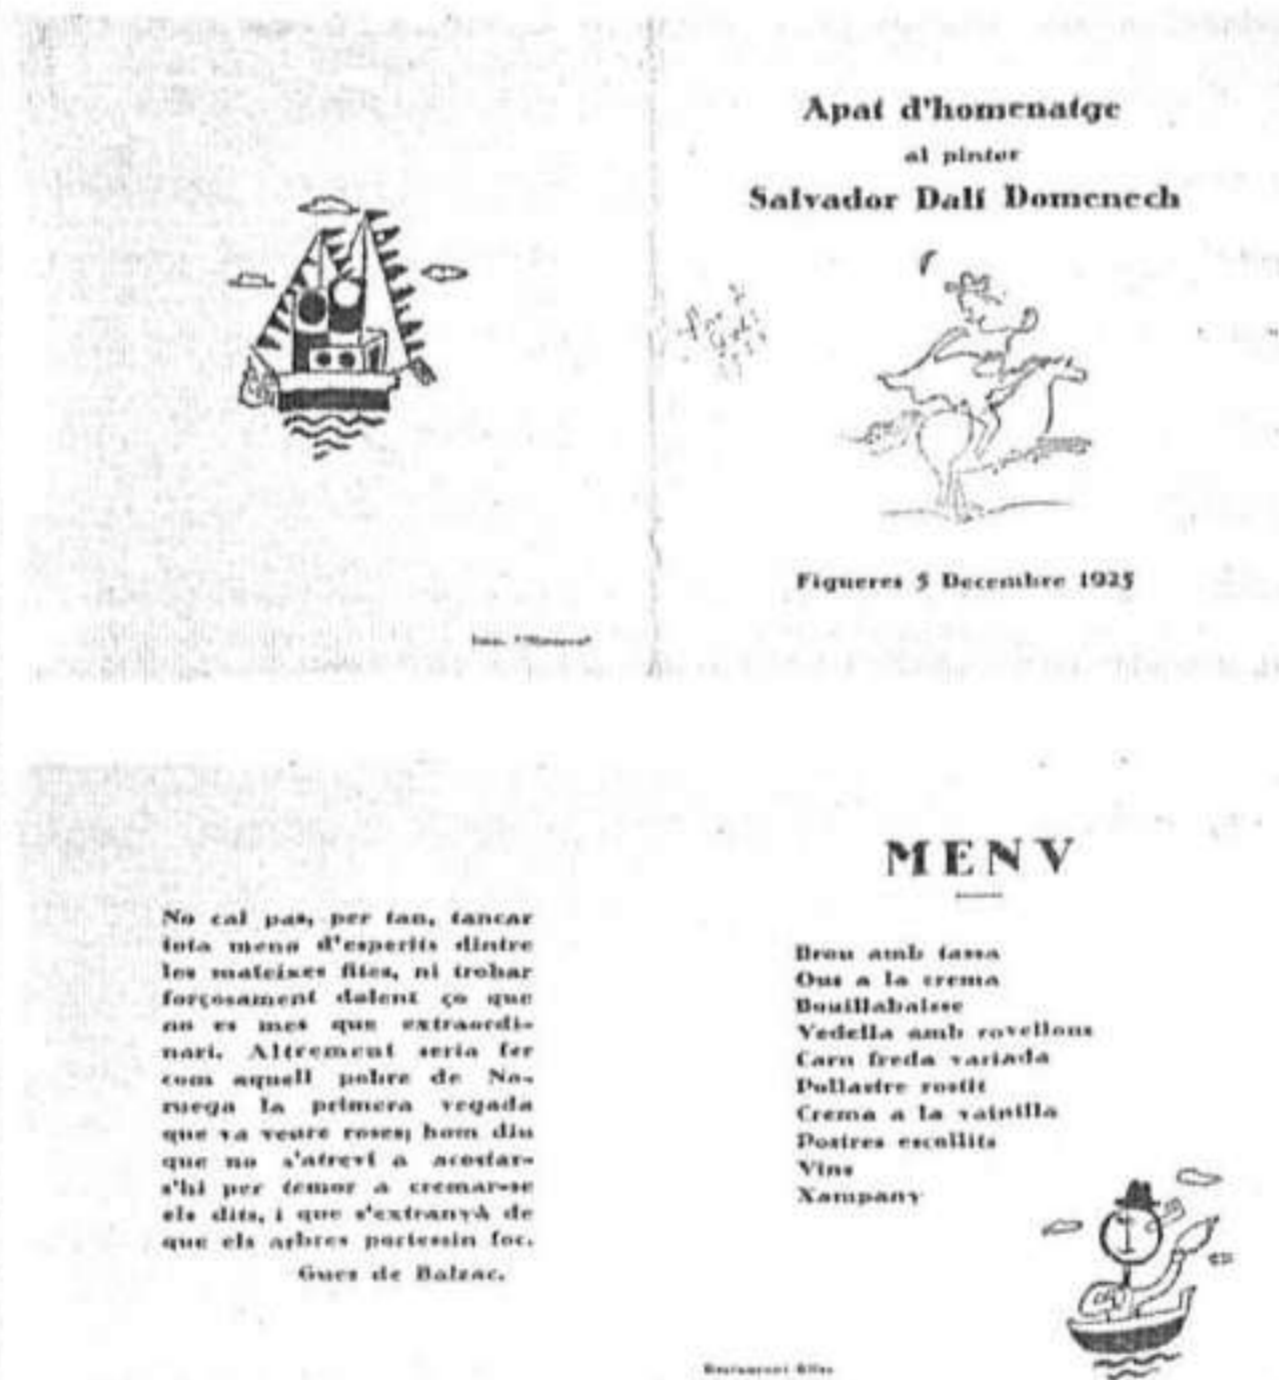 Apat d'homenatge
al pintor
Salvador Dalí Domenech
Figueres 5 Decembre 1925
No cal pas, per tan, tancar
tota mena d'esperits dintre
les mateixes fites, ni trobar
forçosament dolent ço que
no es mes que extraordi-
nari. Altrement seria fer
com aquell pobre de No-
ruega la primera vegada
que va veure roses; hom diu
que no s'atreví a acostar-
s'hi per temor a cremar-se
els dits, i que s'extranyà de
que els arbres portessin foc.
Guez de Balzac.
MENV
Brou amb tassa
Ous a la crema
Bouillabaisse
Vedella amb rovellons
Carn freda variada
Pollastre rostit
Crema a la vainilla
Postres escullits
Vins
Xampany
Restaurant